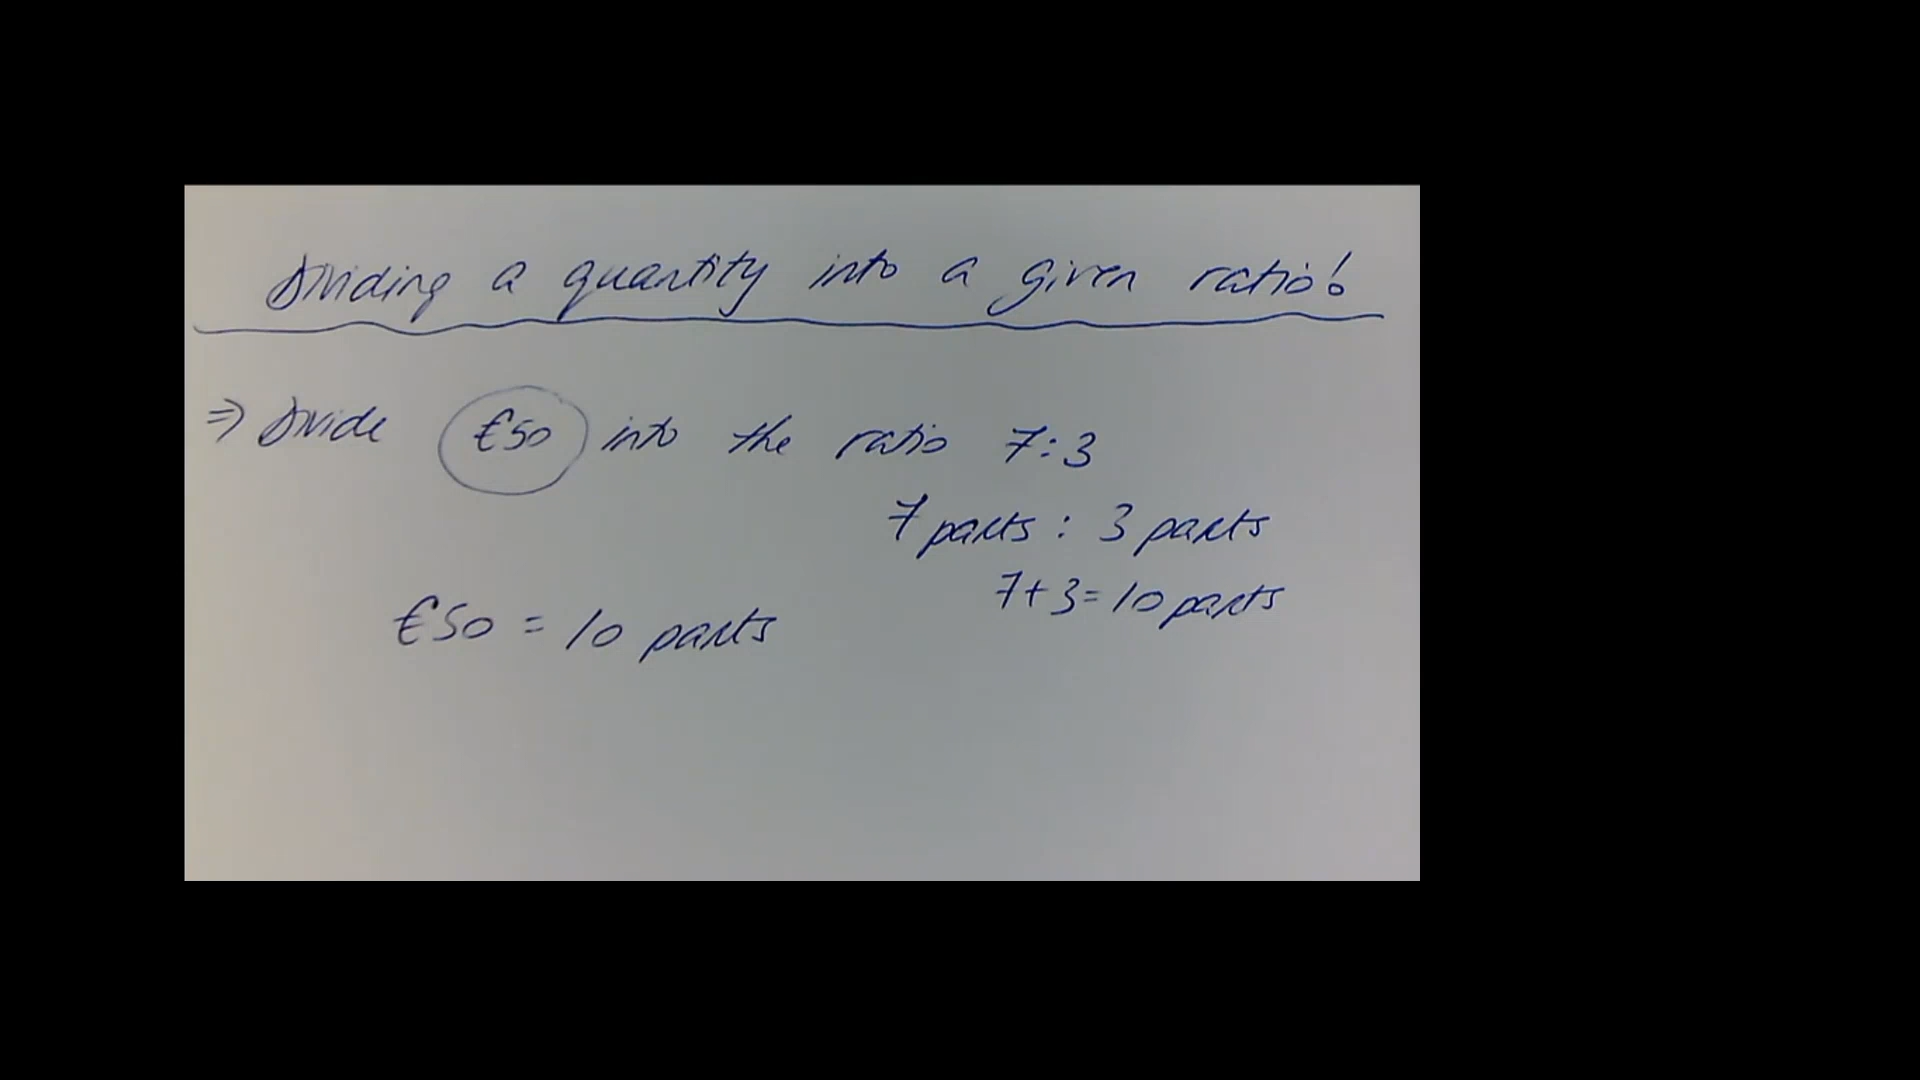 Dividing a quantity into a given ratio!
⇒ Divide €50 into the ratio 7:3
7 parts : 3 parts
7+3=10 parts
€50 = 10 parts